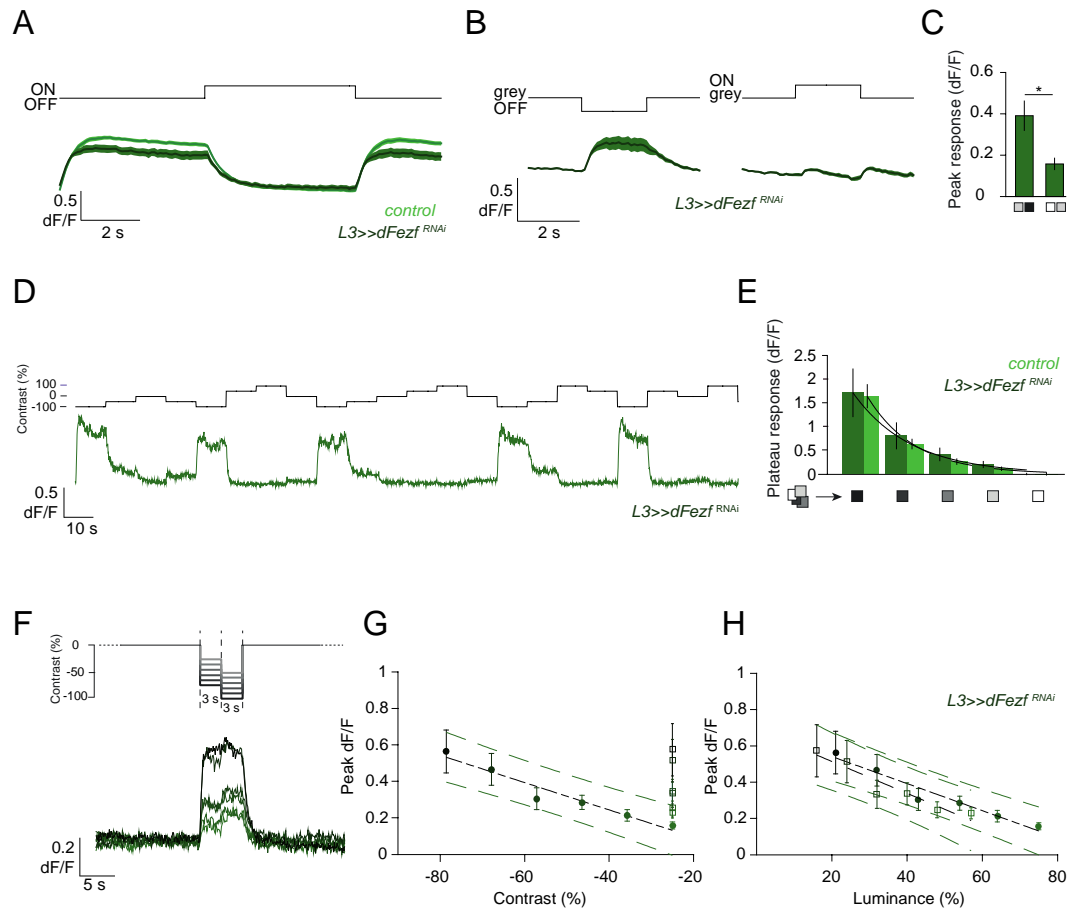 A
ON
OFF
0.5
dF/F
2 s
control
L3>>dFezf RNAi
B
grey
OFF
ON
grey
0.5
dF/F
2 s
L3>>dFezf RNAi
C
Peak response (dF/F)
0.6
0.4
0.2
0
*
D
Contrast (%)
100
0
-100
0.5
dF/F
10 s
L3>>dFezf RNAi
E
Plateau response (dF/F)
2.5
2
1.5
1
0.5
0
control
L3>>dFezf RNAi
F
Contrast (%)
0
-50
-100
3 s
3 s
0.2
dF/F
5 s
G
Peak dF/F
1
0.8
0.6
0.4
0.2
0
-80
-60
-40
-20
Contrast (%)
H
Peak dF/F
1
0.8
0.6
0.4
0.2
0
20
40
60
80
Luminance (%)
L3>>dFezf RNAi